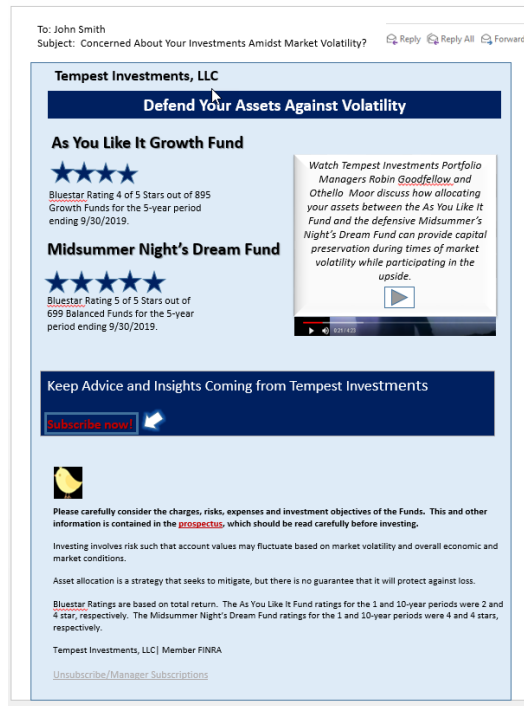 To: John Smith
Subject:  Concerned About Your Investments Amidst Market Volatility?
Reply Reply All Forward
Tempest Investments, LLC
Defend Your Assets Against Volatility
As You Like It Growth Fund
Bluestar Rating 4 of 5 Stars out of 895
Growth Funds for the 5-year period
ending 9/30/2019.
Midsummer Night's Dream Fund
Bluestar Rating 5 of 5 Stars out of
699 Balanced Funds for the 5-year
period ending 9/30/2019.
Watch Tempest Investments Portfolio
Managers Robin Goodfellow and
Othello  Moor discuss how allocating
your assets between the As You Like It
Fund and the defensive Midsummer's
Night's Dream Fund can provide capital
preservation during times of market
volatility while participating in the
upside.
0:21 / 4:23
Keep Advice and Insights Coming from Tempest Investments
Subscribe now!
Please carefully consider the charges, risks, expenses and investment objectives of the Funds.  This and other
information is contained in the prospectus, which should be read carefully before investing.
Investing involves risk such that account values may fluctuate based on market volatility and overall economic and
market conditions.
Asset allocation is a strategy that seeks to mitigate, but there is no guarantee that it will protect against loss.
Bluestar Ratings are based on total return.  The As You Like It Fund ratings for the 1 and 10-year periods were 2 and
4 star, respectively.  The Midsummer Night's Dream Fund ratings for the 1 and 10-year periods were 4 and 4 stars,
respectively.
Tempest Investments, LLC| Member FINRA
Unsubscribe/Manager Subscriptions